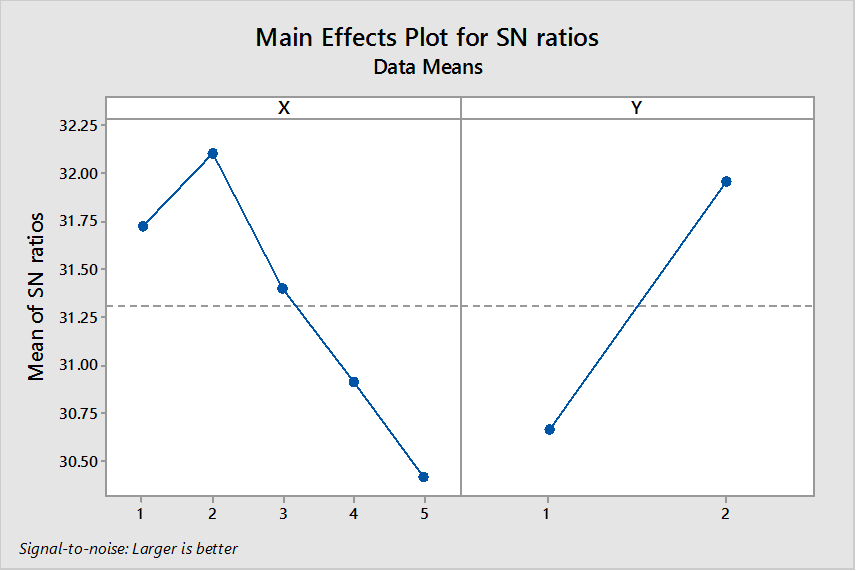 Main Effects Plot for SN ratios
Data Means
X Y
Mean of SN ratios
32.25
32.00
31.75
31.50
31.25
31.00
30.75
30.50
1 2 3 4 5 1 2
Signal-to-noise: Larger is better